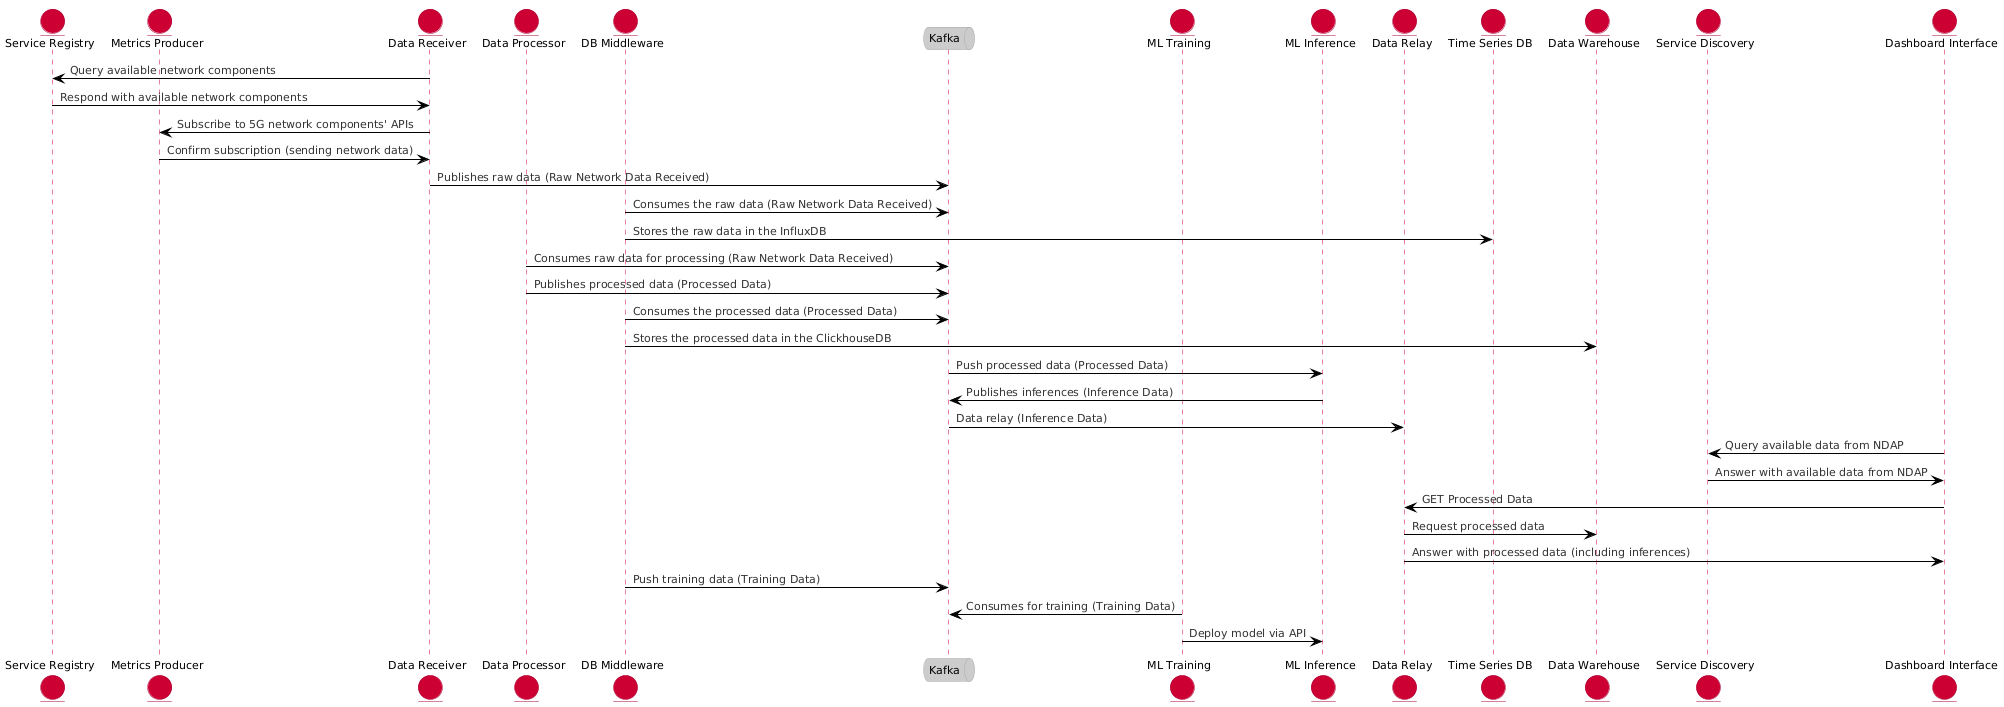 Service Registry Metrics Producer Data Receiver Data Processor DB Middleware Kafka ML Training ML Inference Data Relay Time Series DB Data Warehouse Service Discovery Dashboard Interface
Query available network components
Respond with available network components
Subscribe to 5G network components' APIs
Confirm subscription (sending network data)
Publishes raw data (Raw Network Data Received)
Consumes the raw data (Raw Network Data Received)
Stores the raw data in the InfluxDB
Consumes raw data for processing (Raw Network Data Received)
Publishes processed data (Processed Data)
Consumes the processed data (Processed Data)
Stores the processed data in the ClickhouseDB
Push processed data (Processed Data)
Publishes inferences (Inference Data)
Data relay (Inference Data)
Query available data from NDAP
Answer with available data from NDAP
GET Processed Data
Request processed data
Answer with processed data (including inferences)
Push training data (Training Data)
Consumes for training (Training Data)
Deploy model via API
Service Registry Metrics Producer Data Receiver Data Processor DB Middleware Kafka ML Training ML Inference Data Relay Time Series DB Data Warehouse Service Discovery Dashboard Interface